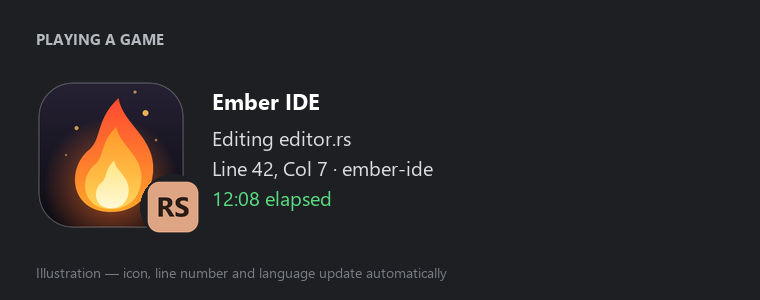 PLAYING A GAME
Ember IDE
Editing editor.rs
Line 42, Col 7 · ember-ide
RS
12:08 elapsed
Illustration — icon, line number and language update automatically